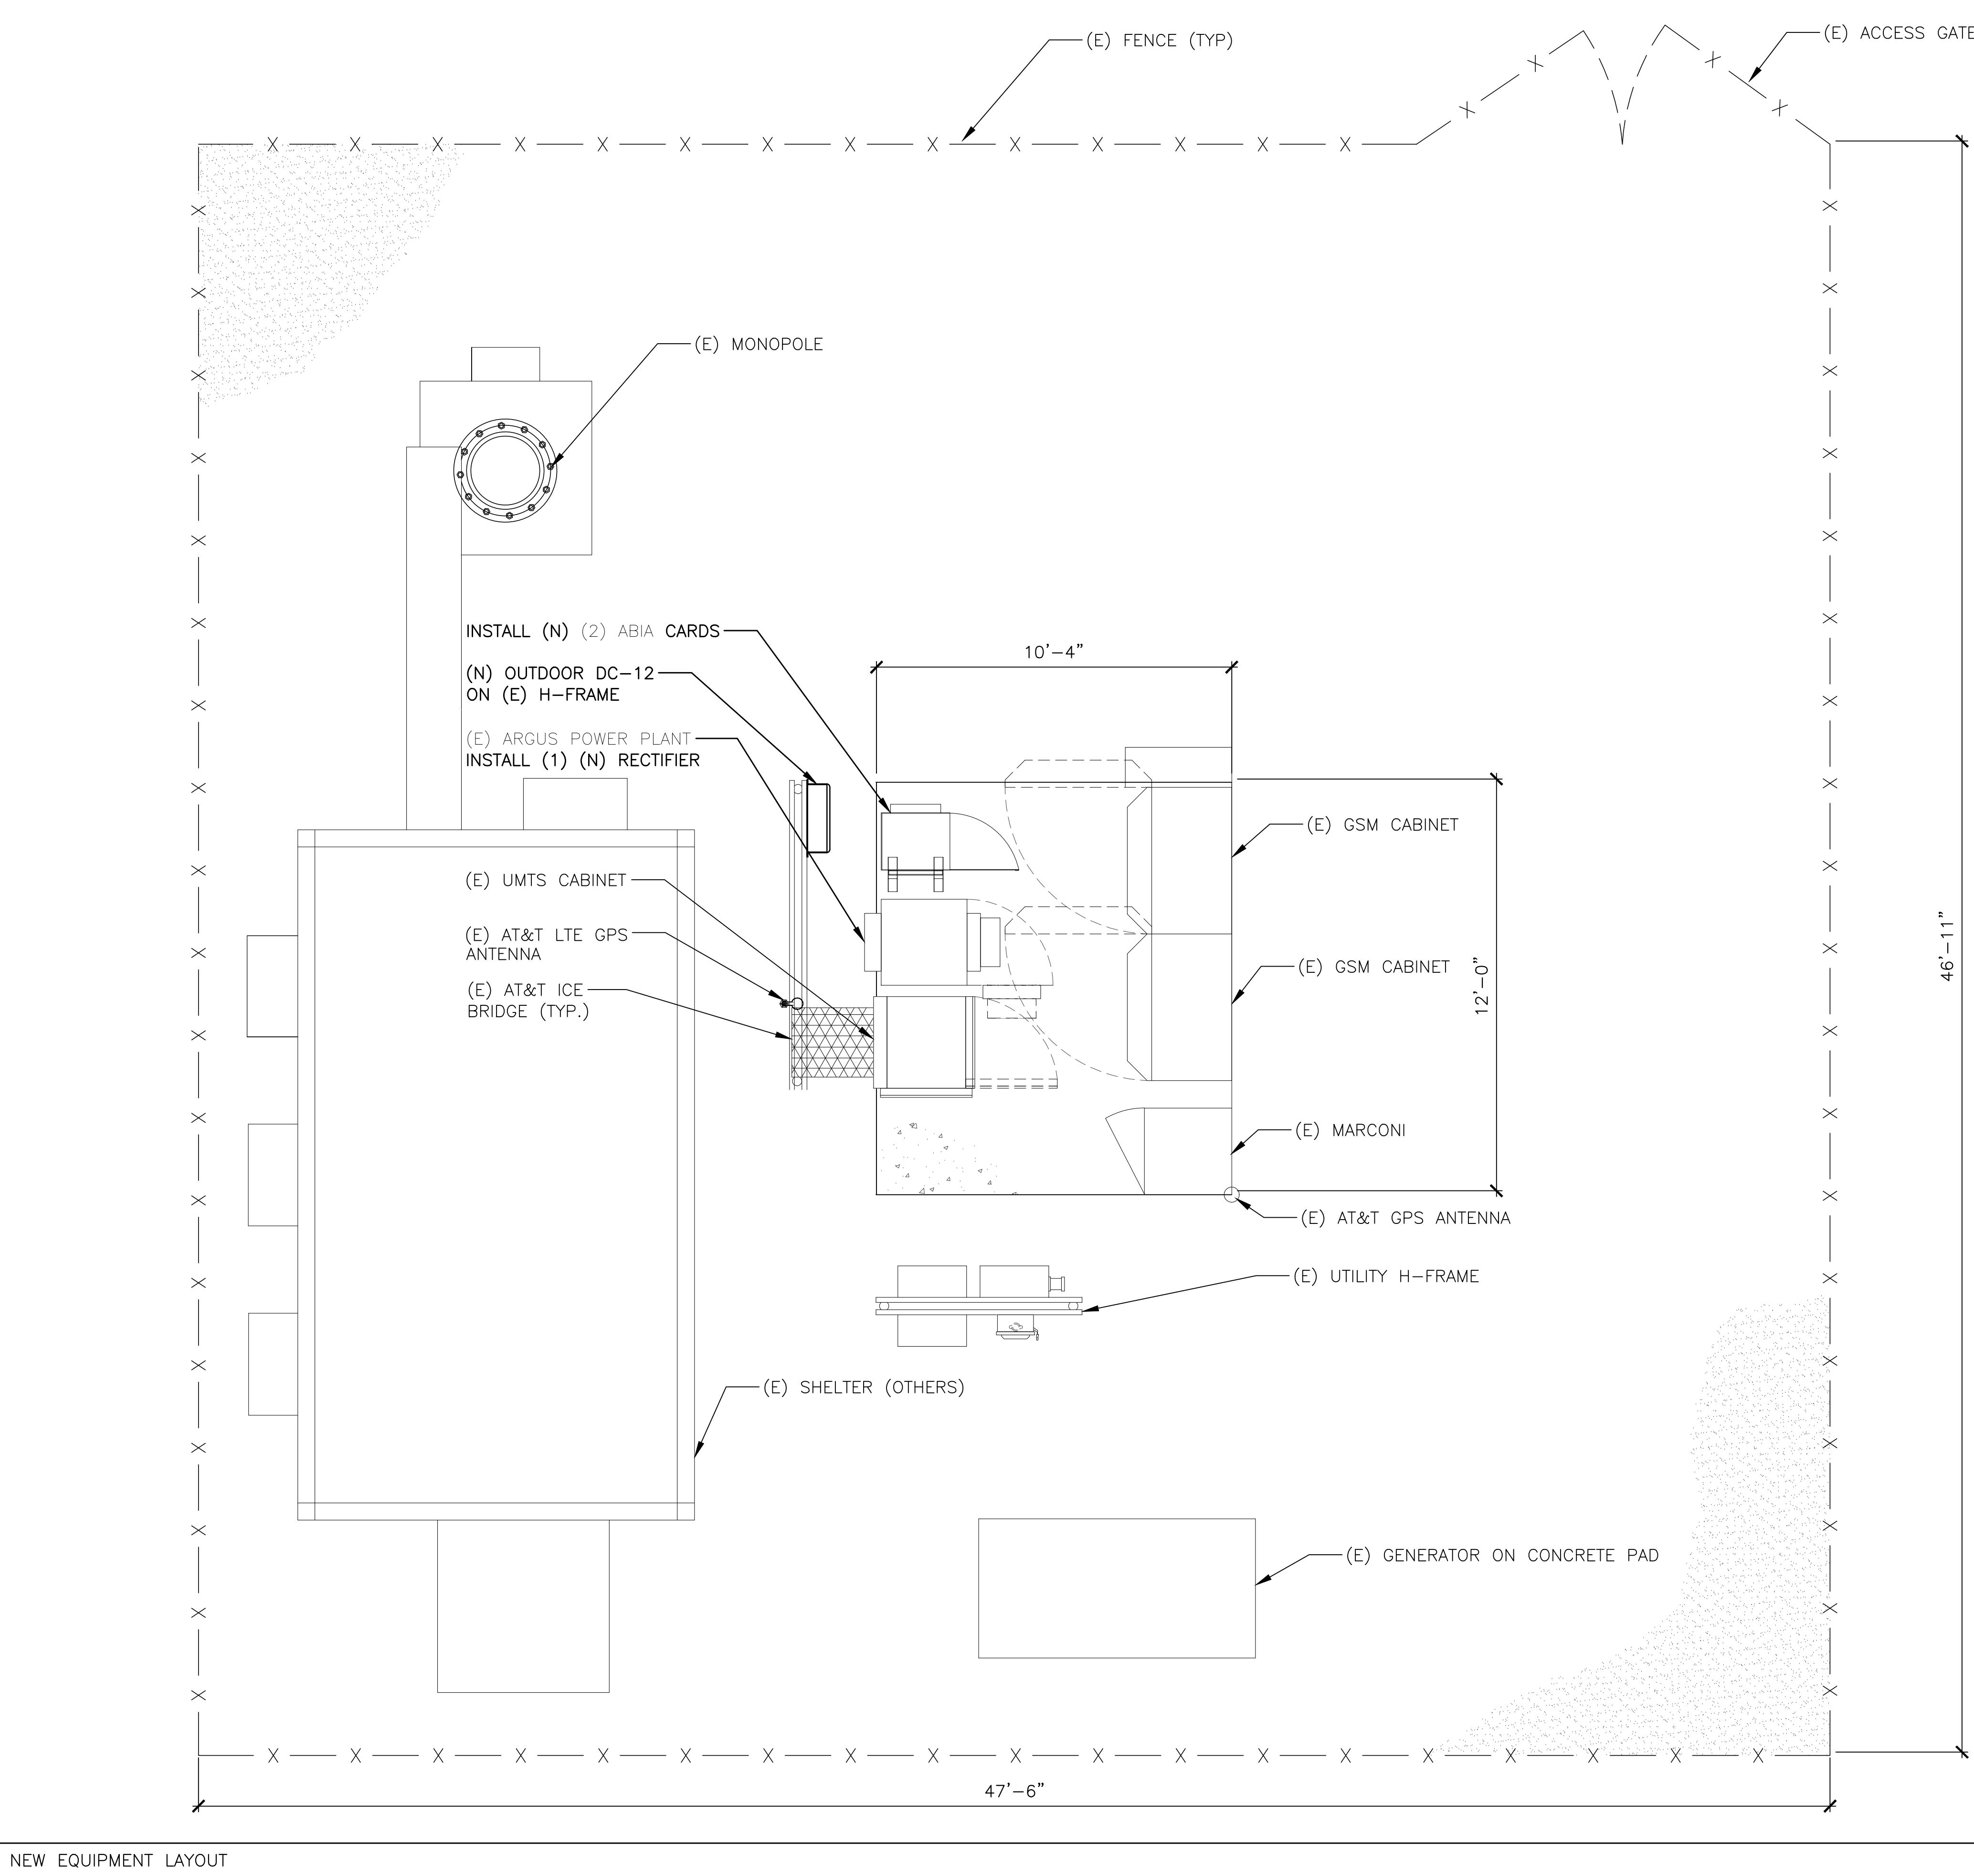 (E) FENCE (TYP)
(E) ACCESS GATE
(E) MONOPOLE
INSTALL (N) (2) ABIA CARDS
(N) OUTDOOR DC-12
ON (E) H-FRAME
(E) ARGUS POWER PLANT
INSTALL (1) (N) RECTIFIER
10'-4"
(E) GSM CABINET
(E) UMTS CABINET
(E) AT&T LTE GPS
ANTENNA
(E) AT&T ICE
BRIDGE (TYP.)
(E) GSM CABINET
12'-0"
46'-11"
(E) MARCONI
(E) AT&T GPS ANTENNA
(E) UTILITY H-FRAME
(E) SHELTER (OTHERS)
(E) GENERATOR ON CONCRETE PAD
47'-6"
NEW EQUIPMENT LAYOUT